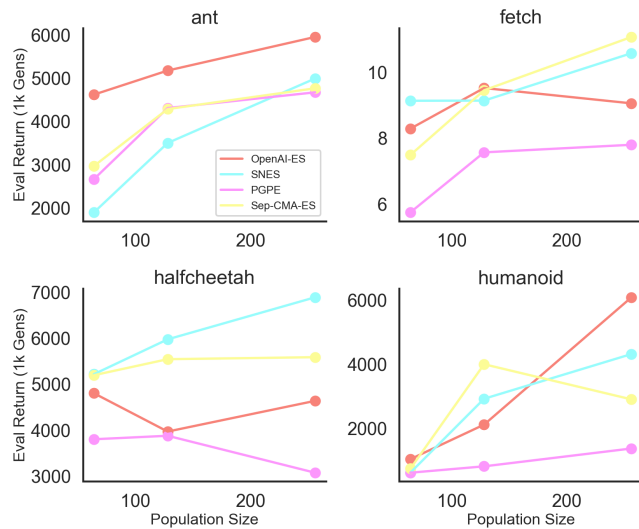 ant
6000
5000
4000
3000
2000
Eval Return (1k Gens)
100
200
OpenAI-ES
SNES
PGPE
Sep-CMA-ES
fetch
10
8
6
100
200
halfcheetah
7000
6000
5000
4000
3000
Eval Return (1k Gens)
100
200
Population Size
humanoid
6000
4000
2000
100
200
Population Size